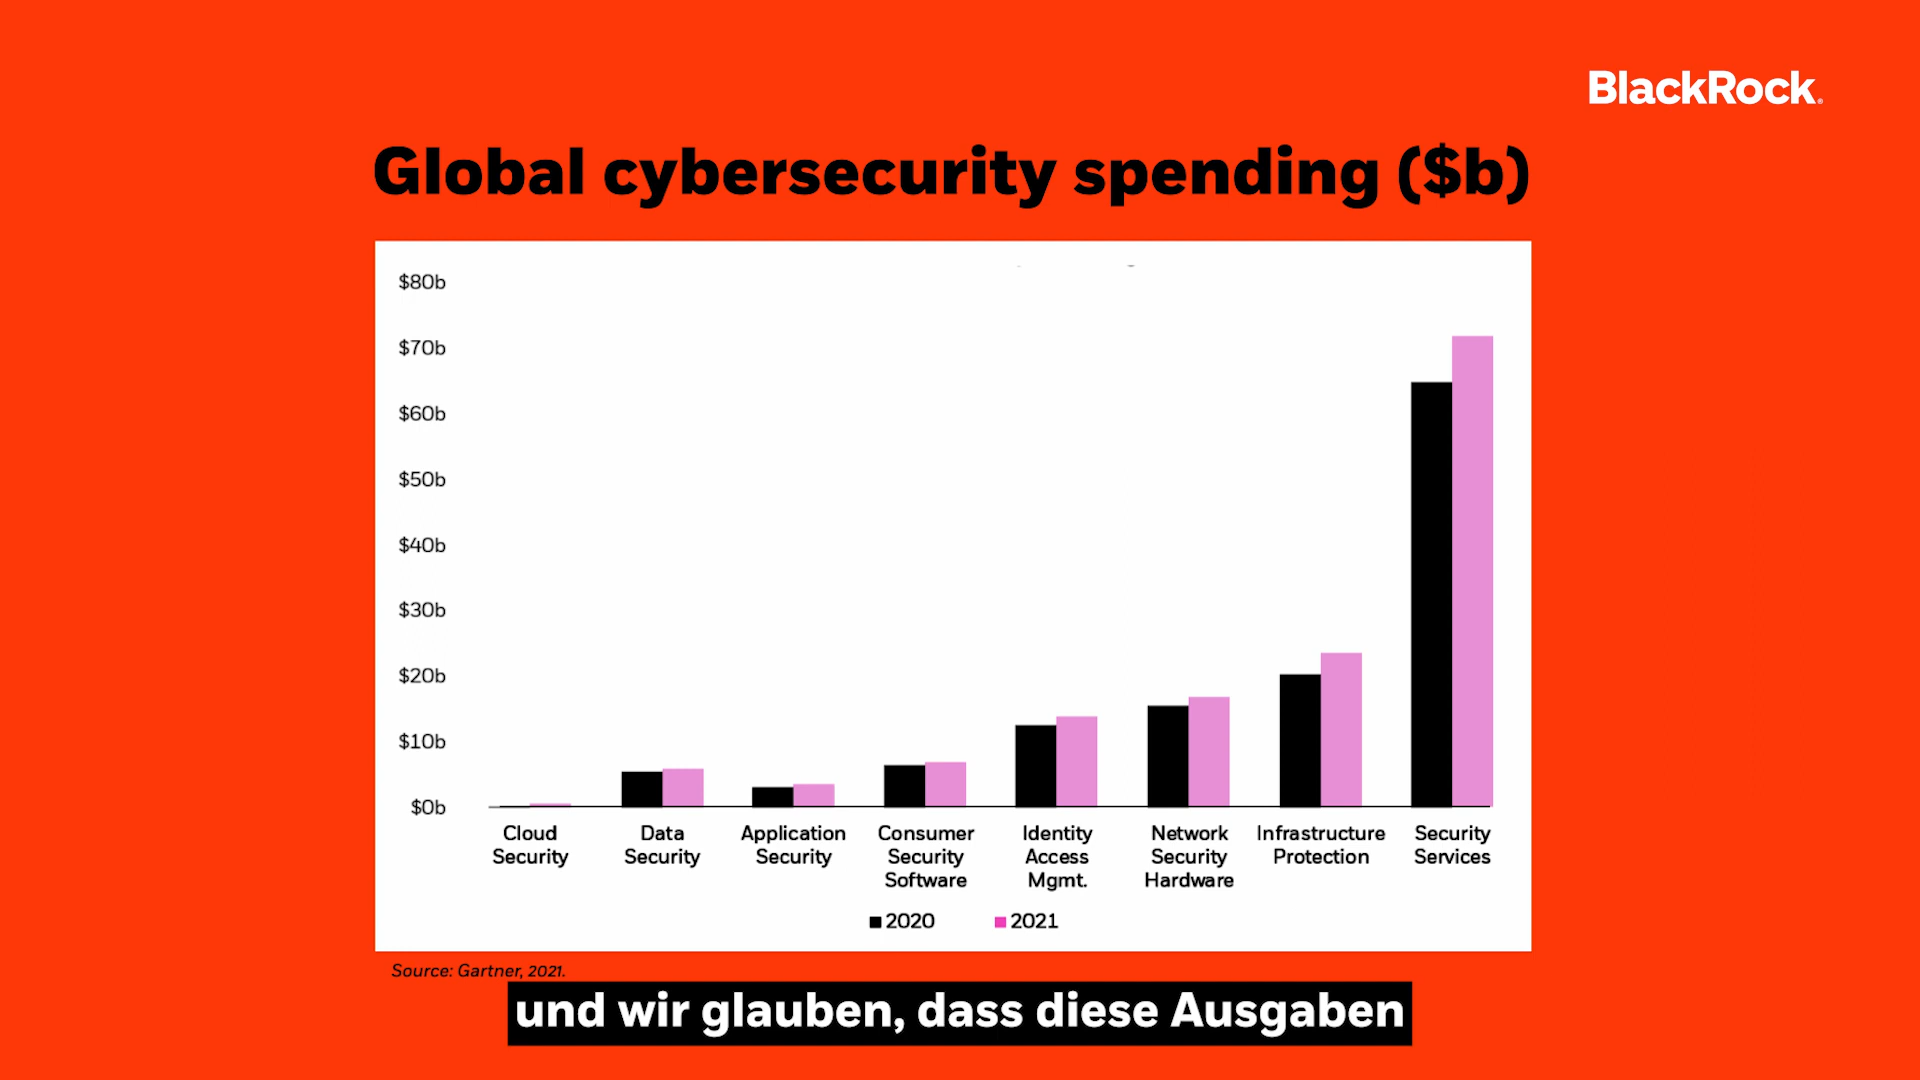 BlackRock®
Global cybersecurity spending ($b)
$80b
$70b
$60b
$50b
$40b
$30b
$20b
$10b
$0b
Cloud
Security
Data
Security
Application
Security
Consumer
Security
Software
Identity
Access
Mgmt.
Network
Security
Hardware
Infrastructure
Protection
Security
Services
2020
2021
Source: Gartner, 2021.
und wir glauben, dass diese Ausgaben